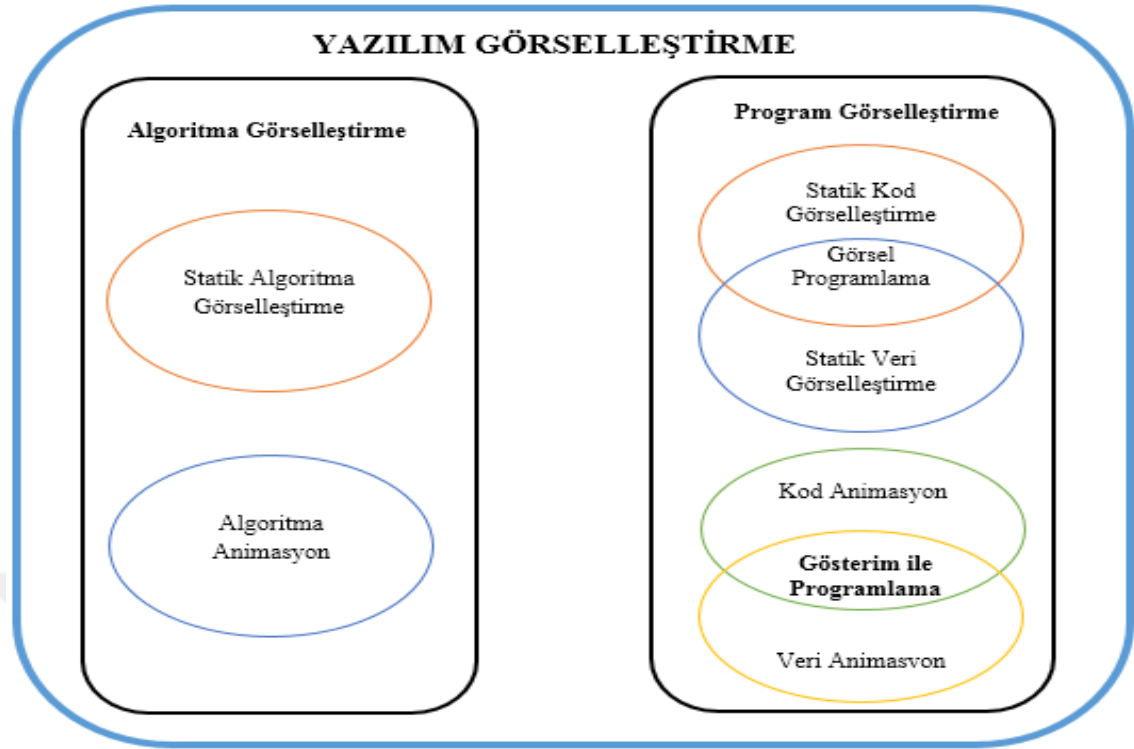 YAZILIM GÖRSELLEŞTİRME
Algoritma Görselleştirme
Statik Algoritma
Görselleştirme
Algoritma
Animasyon
Program Görselleştirme
Statik Kod
Görselleştirme
Görsel
Programlama
Statik Veri
Görselleştirme
Kod Animasyon
Gösterim ile
Programlama
Veri Animasyon